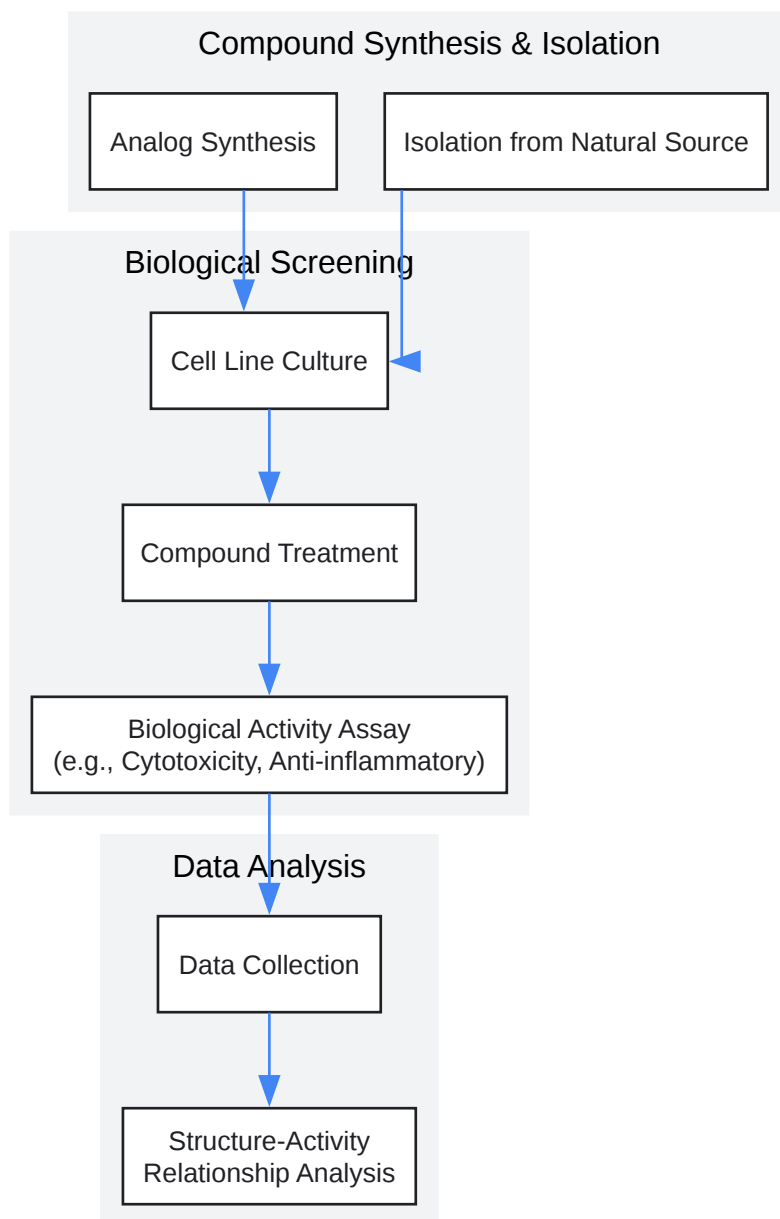 Compound Synthesis & Isolation
Analog Synthesis
Isolation from Natural Source
Biological Screening
Cell Line Culture
Compound Treatment
Biological Activity Assay
(e.g., Cytotoxicity, Anti-inflammatory)
Data Analysis
Data Collection
Structure-Activity
Relationship Analysis